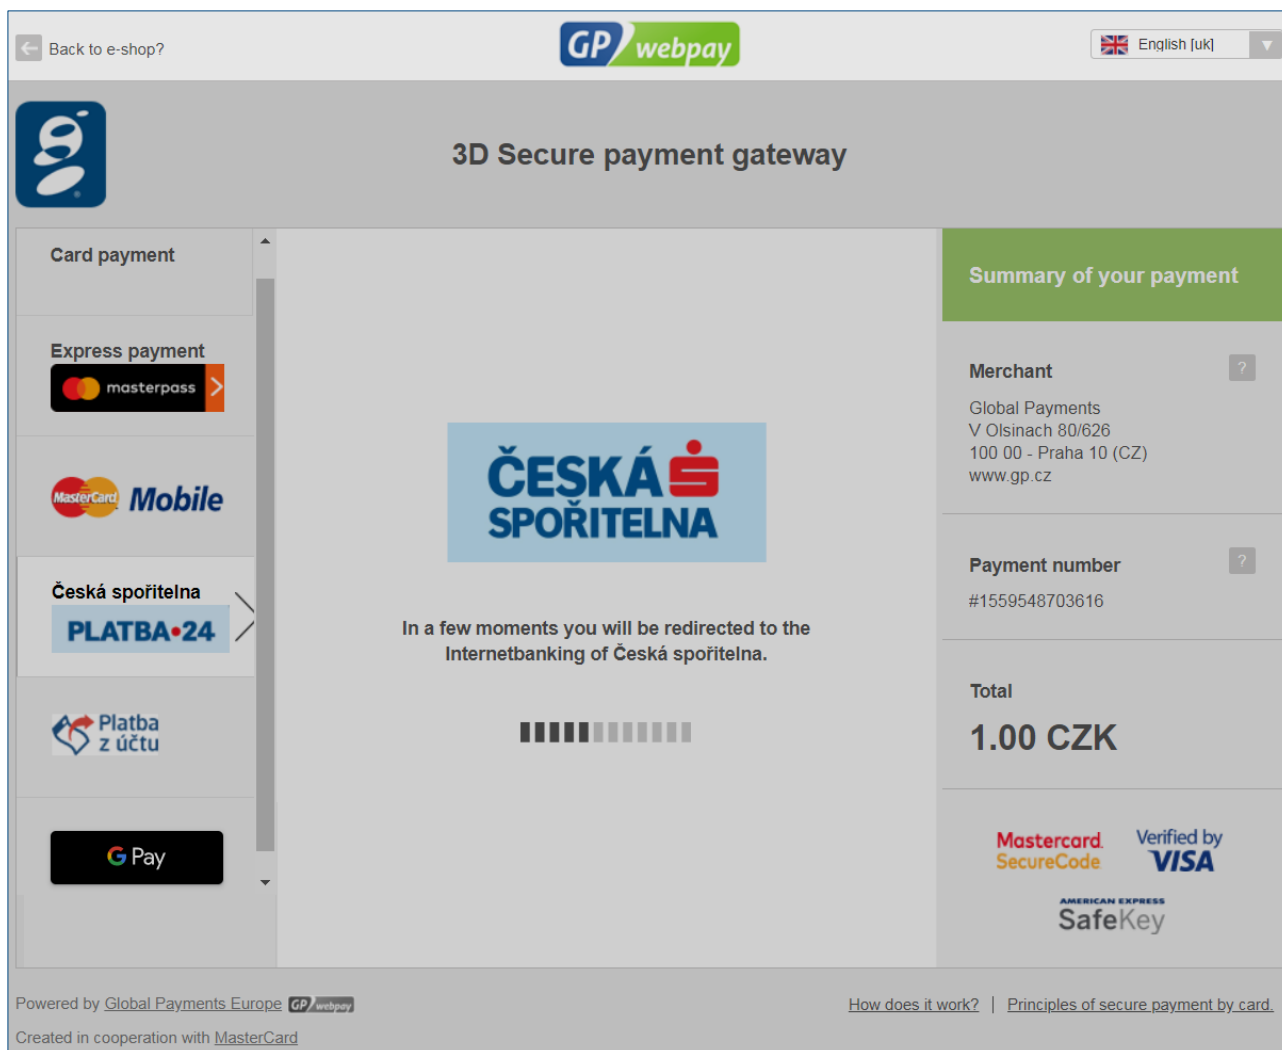 Back to e-shop?
GP webpay
English [uk]
3D Secure payment gateway
Card payment
Express payment
masterpass
MasterCard Mobile
Česká spořitelna
PLATBA•24
Platba
z účtu
G Pay
ČESKÁ
SPOŘITELNA
In a few moments you will be redirected to the
Internetbanking of Česká spořitelna.
Summary of your payment
Merchant ?
Global Payments
V Olsinach 80/626
100 00 - Praha 10 (CZ)
www.gp.cz
Payment number ?
#1559548703616
Total
1.00 CZK
Mastercard.
SecureCode
Verified by
VISA
AMERICAN EXPRESS
SafeKey
Powered by Global Payments Europe GP webpay
How does it work? | Principles of secure payment by card.
Created in cooperation with MasterCard